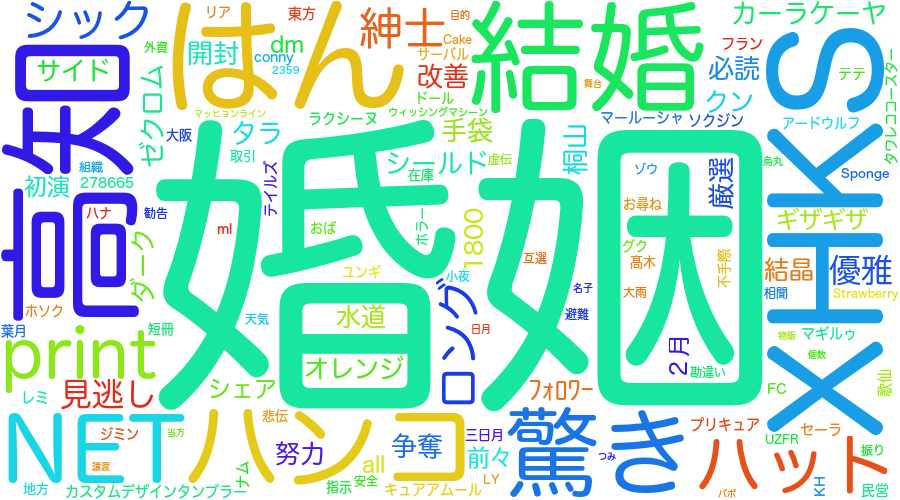 シック
リア
東方
紳士
結婚
目的
カーラケーヤ
外資
dm
conny
2359
はん
開封
Cake
サーバル
フラン
必読
サイド
改善
舞台
テテ
高知
ゼクロム
マッヒョンライン
ドール
ウィッシングマシーン
クン
XHKS
タワレココースター
大阪
タラ
ラクシーヌ
手袋
マールーシャ
ソクジン
アードウルフ
組織
取引
シールド
虚伝
桐山
ゾウ
厳選
烏丸
Sponge
初演
278665
テイルズ
在庫
婚姻
お尋ね
ハナ
勧告
ml
おば
ホラー
1800
ギザギザ
グク
髙木
不手際
ダーク
ユンギ
互選
結晶
優雅
小夜
大雨
相聞
Strawberry
ホソク
名子
葉月
短冊
天気
水道
ロング
日月
避難
2月
物販
マギルゥ
print
オレンジ
勘違い
個数
レミ
見逃し
シェア
フォロワー
FC
歌仙
NET
ハンコ
悲伝
驚き
プリキュア
セーラ
ジミン
当方
三日月
ハット
UZFR
譲渡
努力
争奪
前々
つみ
振り
地方
ナム
all
安全
指示
LY
KH
民営
カスタムデザインタンブラー
キュアアムール
バボ